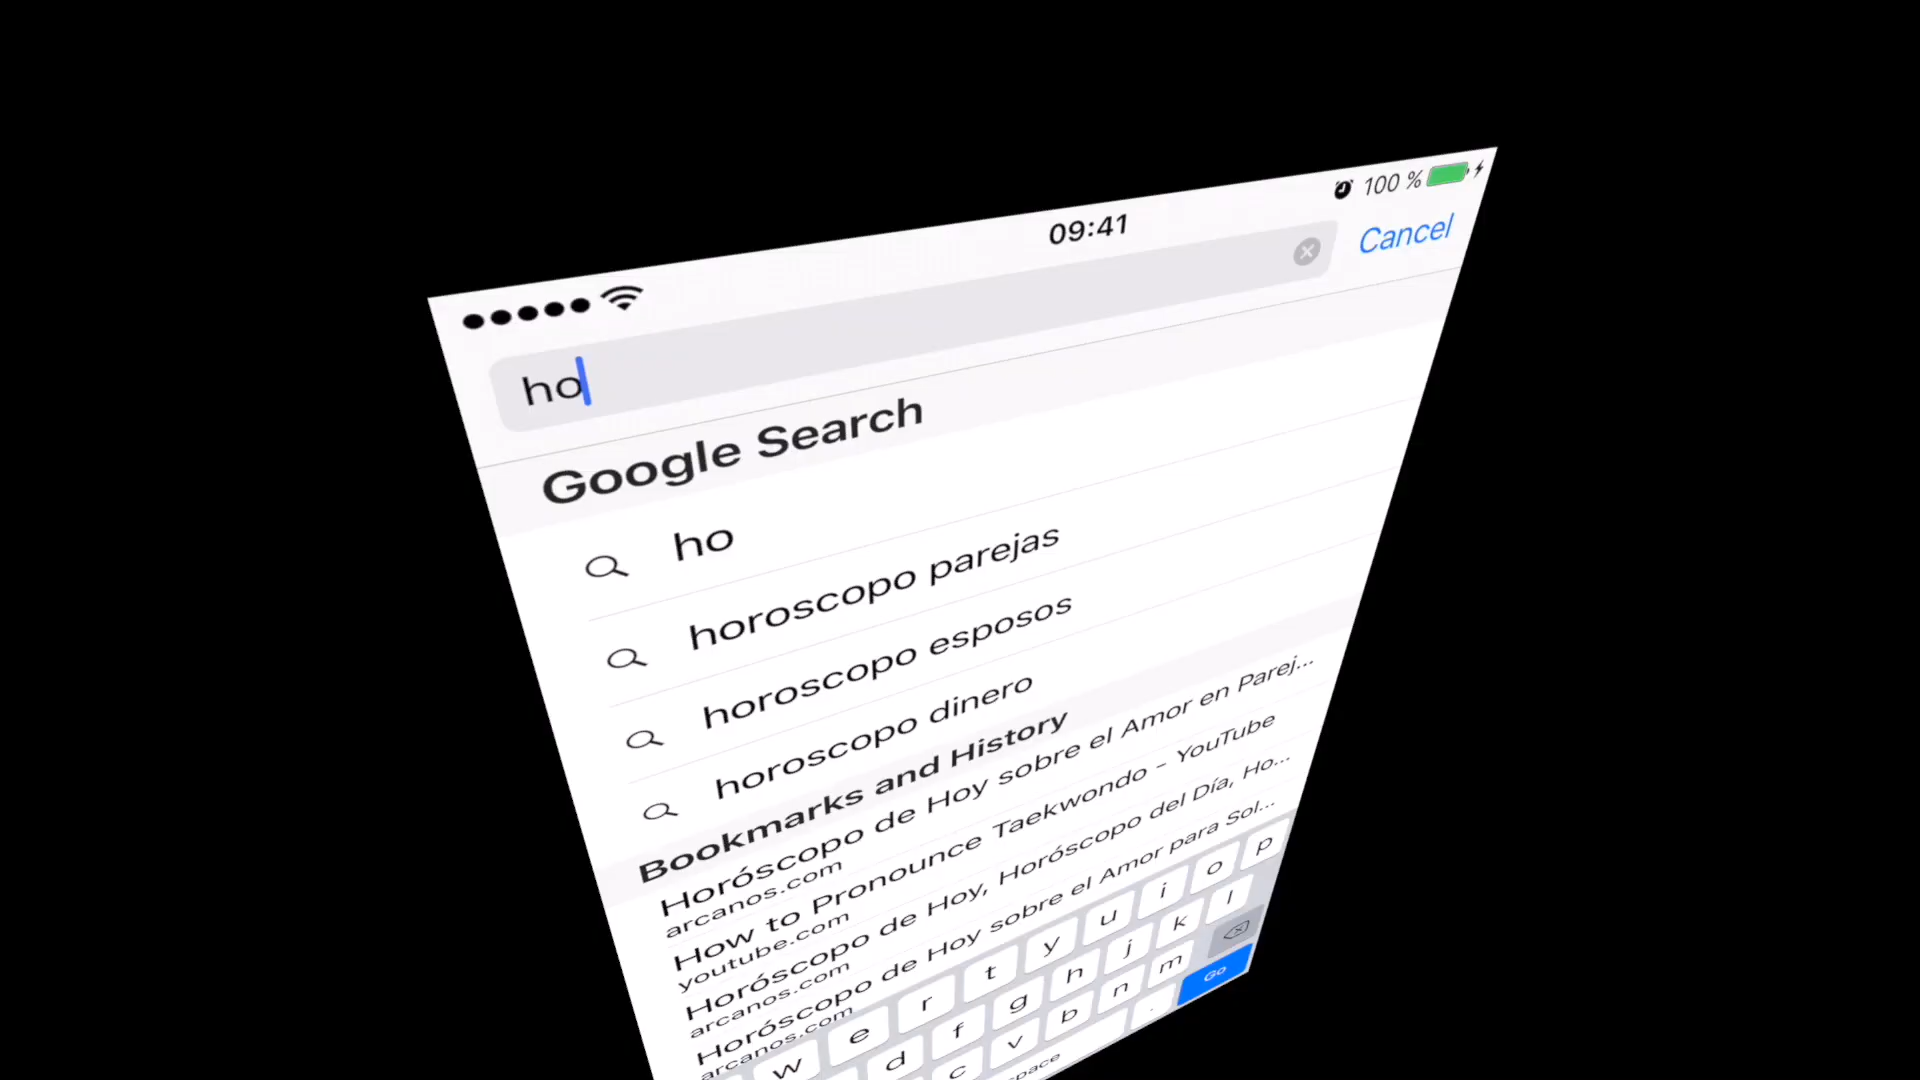 09:41
100 %
ho
Cancel
Google Search
ho
horoscopo parejas
horoscopo esposos
horoscopo dinero
Bookmarks and History
Horóscopo de Hoy sobre el Amor en Parej...
arcanos.com
How to Pronounce Taekwondo - YouTube
youtube.com
Horóscopo de Hoy, Horóscopo del Día, Ho...
arcanos.com
Horóscopo de Hoy sobre el Amor para Sol...
arcanos.com
w e r t y u i o p
d f g h j k l
c v b n m
space . Go